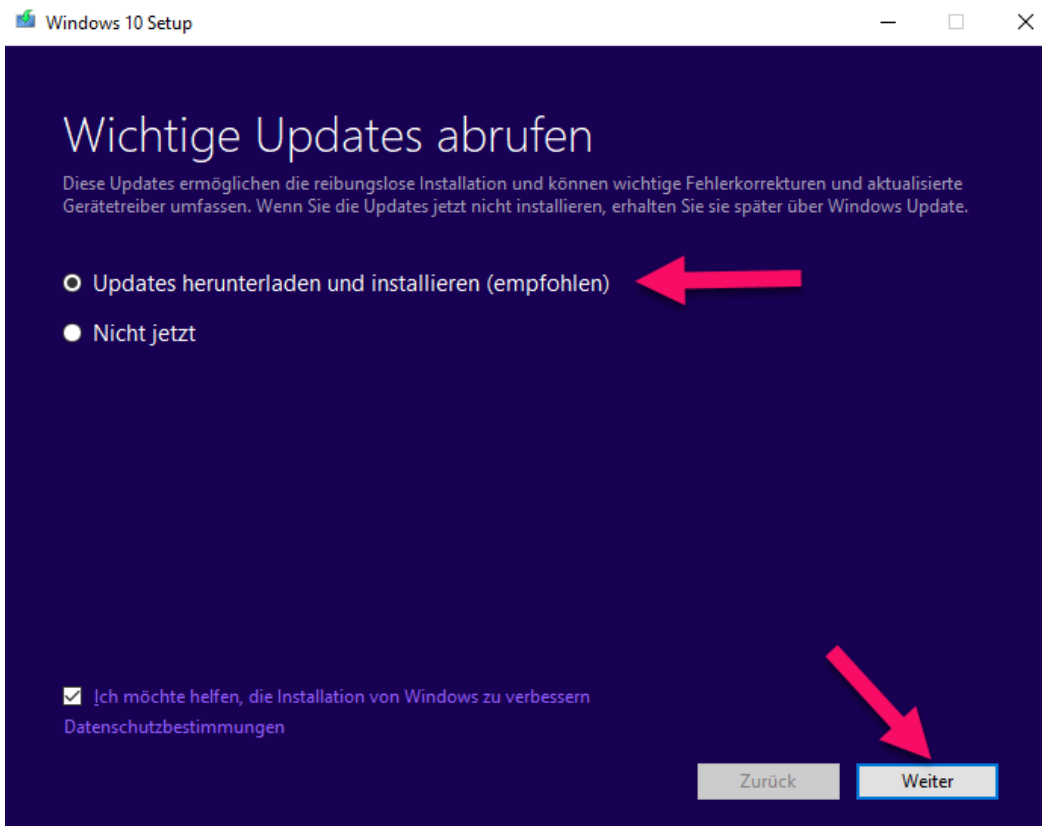 Windows 10 Setup
Wichtige Updates abrufen
Diese Updates ermöglichen die reibungslose Installation und können wichtige Fehlerkorrekturen und aktualisierte
Gerätetreiber umfassen. Wenn Sie die Updates jetzt nicht installieren, erhalten Sie sie später über Windows Update.
Updates herunterladen und installieren (empfohlen)
Nicht jetzt
Ich möchte helfen, die Installation von Windows zu verbessern
Datenschutzbestimmungen
Zurück
Weiter